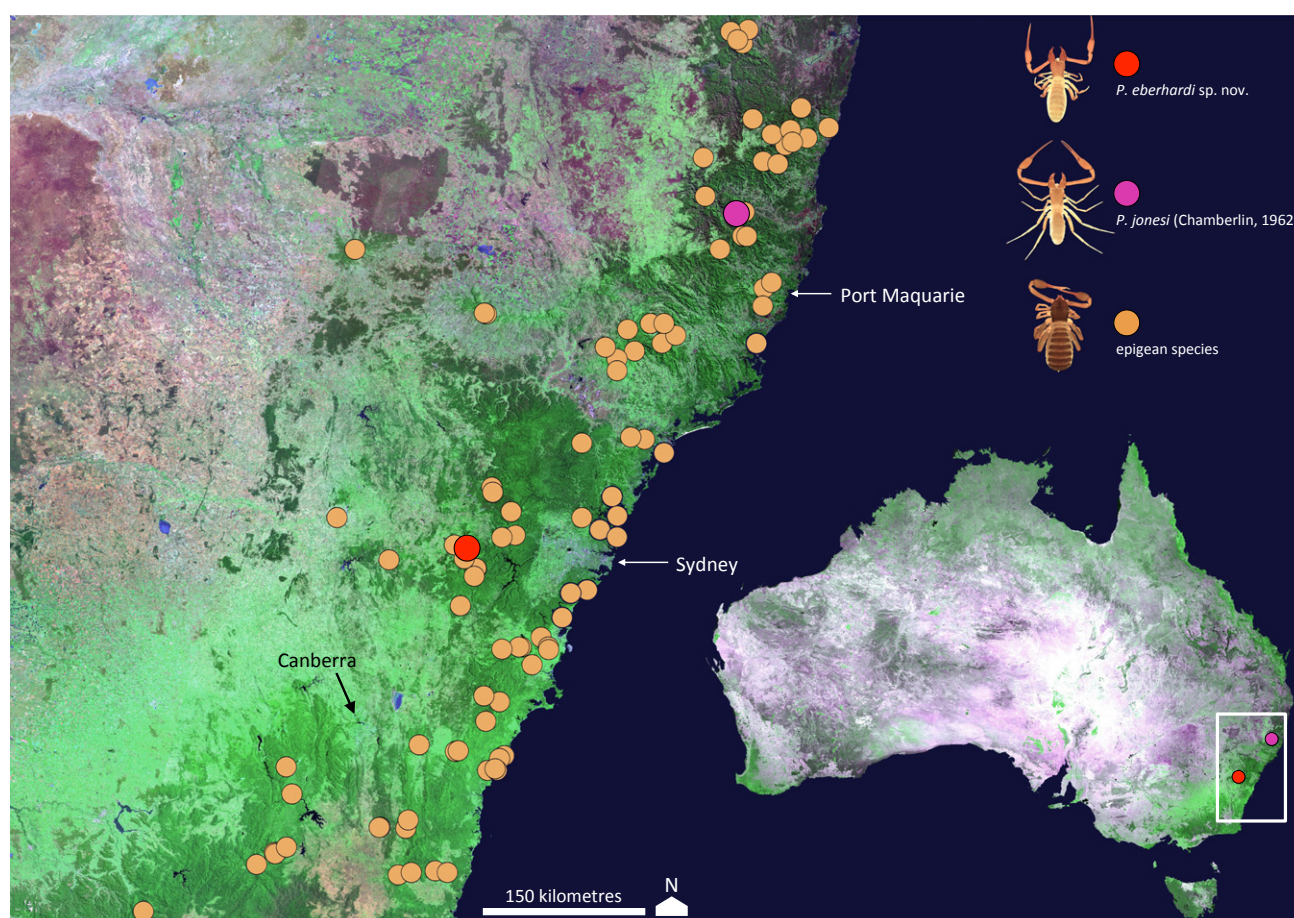 P. eberhardi sp. nov.
P. jonesi (Chamberlin, 1962
epigean species
Port Maquarie
Sydney
Canberra
150 kilometres
N